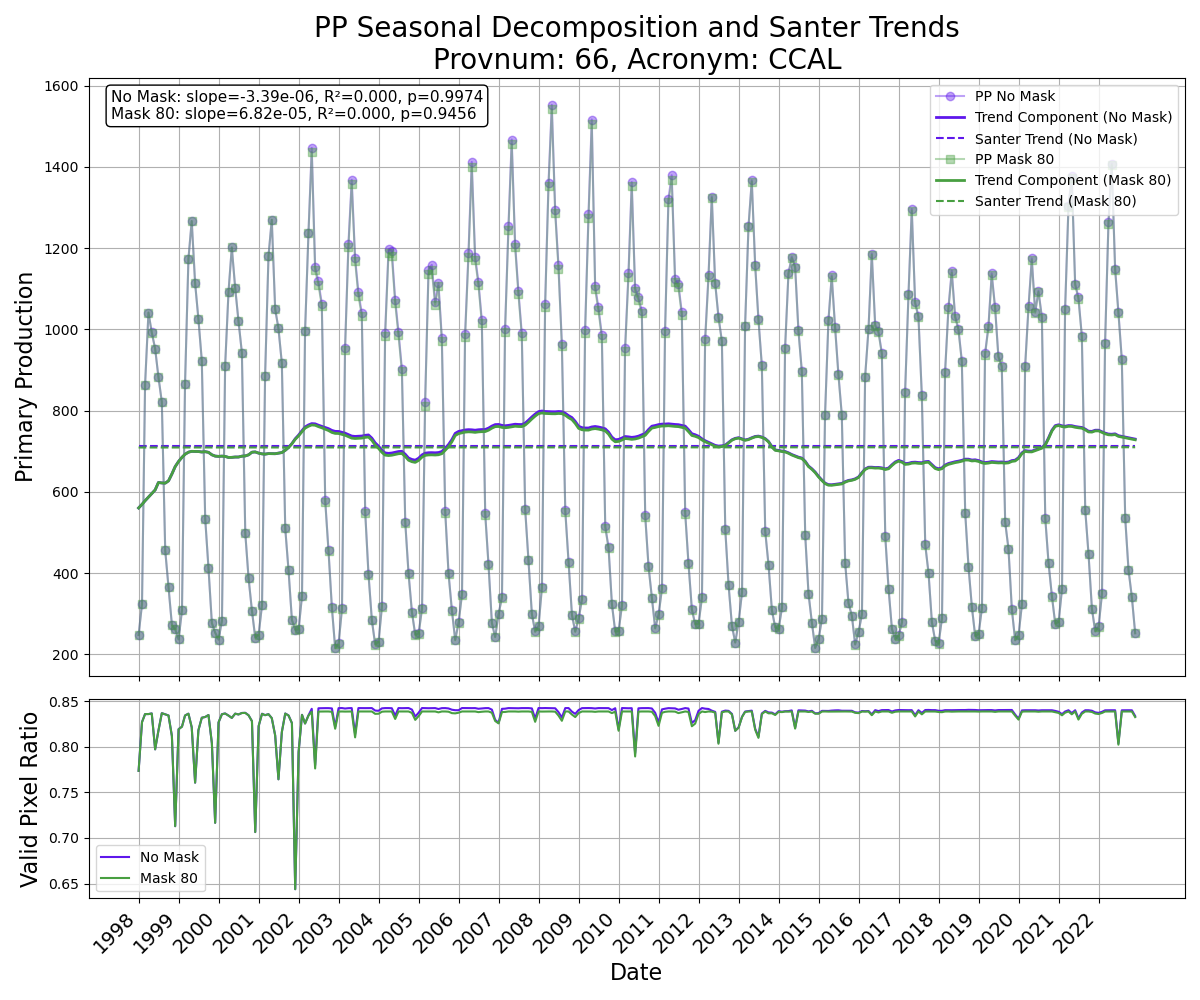 PP Seasonal Decomposition and Santer Trends
Provnum: 66, Acronym: CCAL
No Mask: slope=-3.39e-06, R²=0.000, p=0.9974
Mask 80: slope=6.82e-05, R²=0.000, p=0.9456
PP No Mask
Trend Component (No Mask)
Santer Trend (No Mask)
PP Mask 80
Trend Component (Mask 80)
Santer Trend (Mask 80)
Primary Production
1600
1400
1200
1000
800
600
400
200
Valid Pixel Ratio
0.85
0.80
0.75
0.70
0.65
No Mask
Mask 80
1998
1999
2000
2001
2002
2003
2004
2005
2006
2007
2008
2009
2010
2011
2012
2013
2014
2015
2016
2017
2018
2019
2020
2021
2022
Date